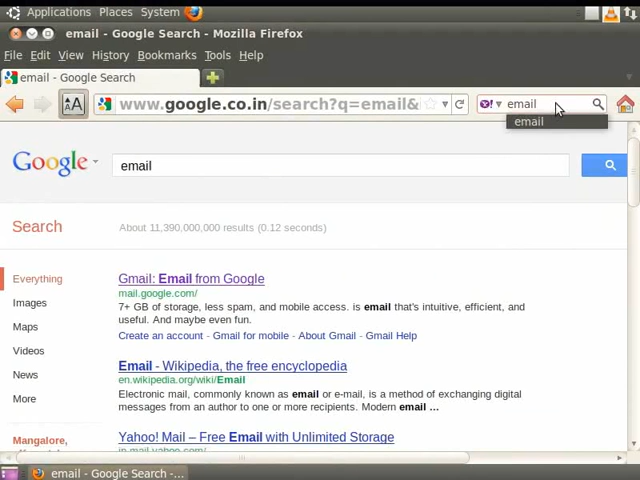 Applications Places System
email - Google Search - Mozilla Firefox
File Edit View History Bookmarks Tools Help
email - Google Search
AA www.google.co.in/search?q=email& Y! email
email
Google email
Search About 11,390,000,000 results (0.12 seconds)
Everything
Images
Maps
Videos
News
More
Mangalore,
Gmail: Email from Google
mail.google.com/
7+ GB of storage, less spam, and mobile access. is email that's intuitive, efficient, and
useful. And maybe even fun.
Create an account - Gmail for mobile - About Gmail - Gmail Help
Email - Wikipedia, the free encyclopedia
en.wikipedia.org/wiki/Email
Electronic mail, commonly known as email or e-mail, is a method of exchanging digital
messages from an author to one or more recipients. Modern email ...
Yahoo! Mail – Free Email with Unlimited Storage
in.mail.yahoo.com/
email - Google Search -...